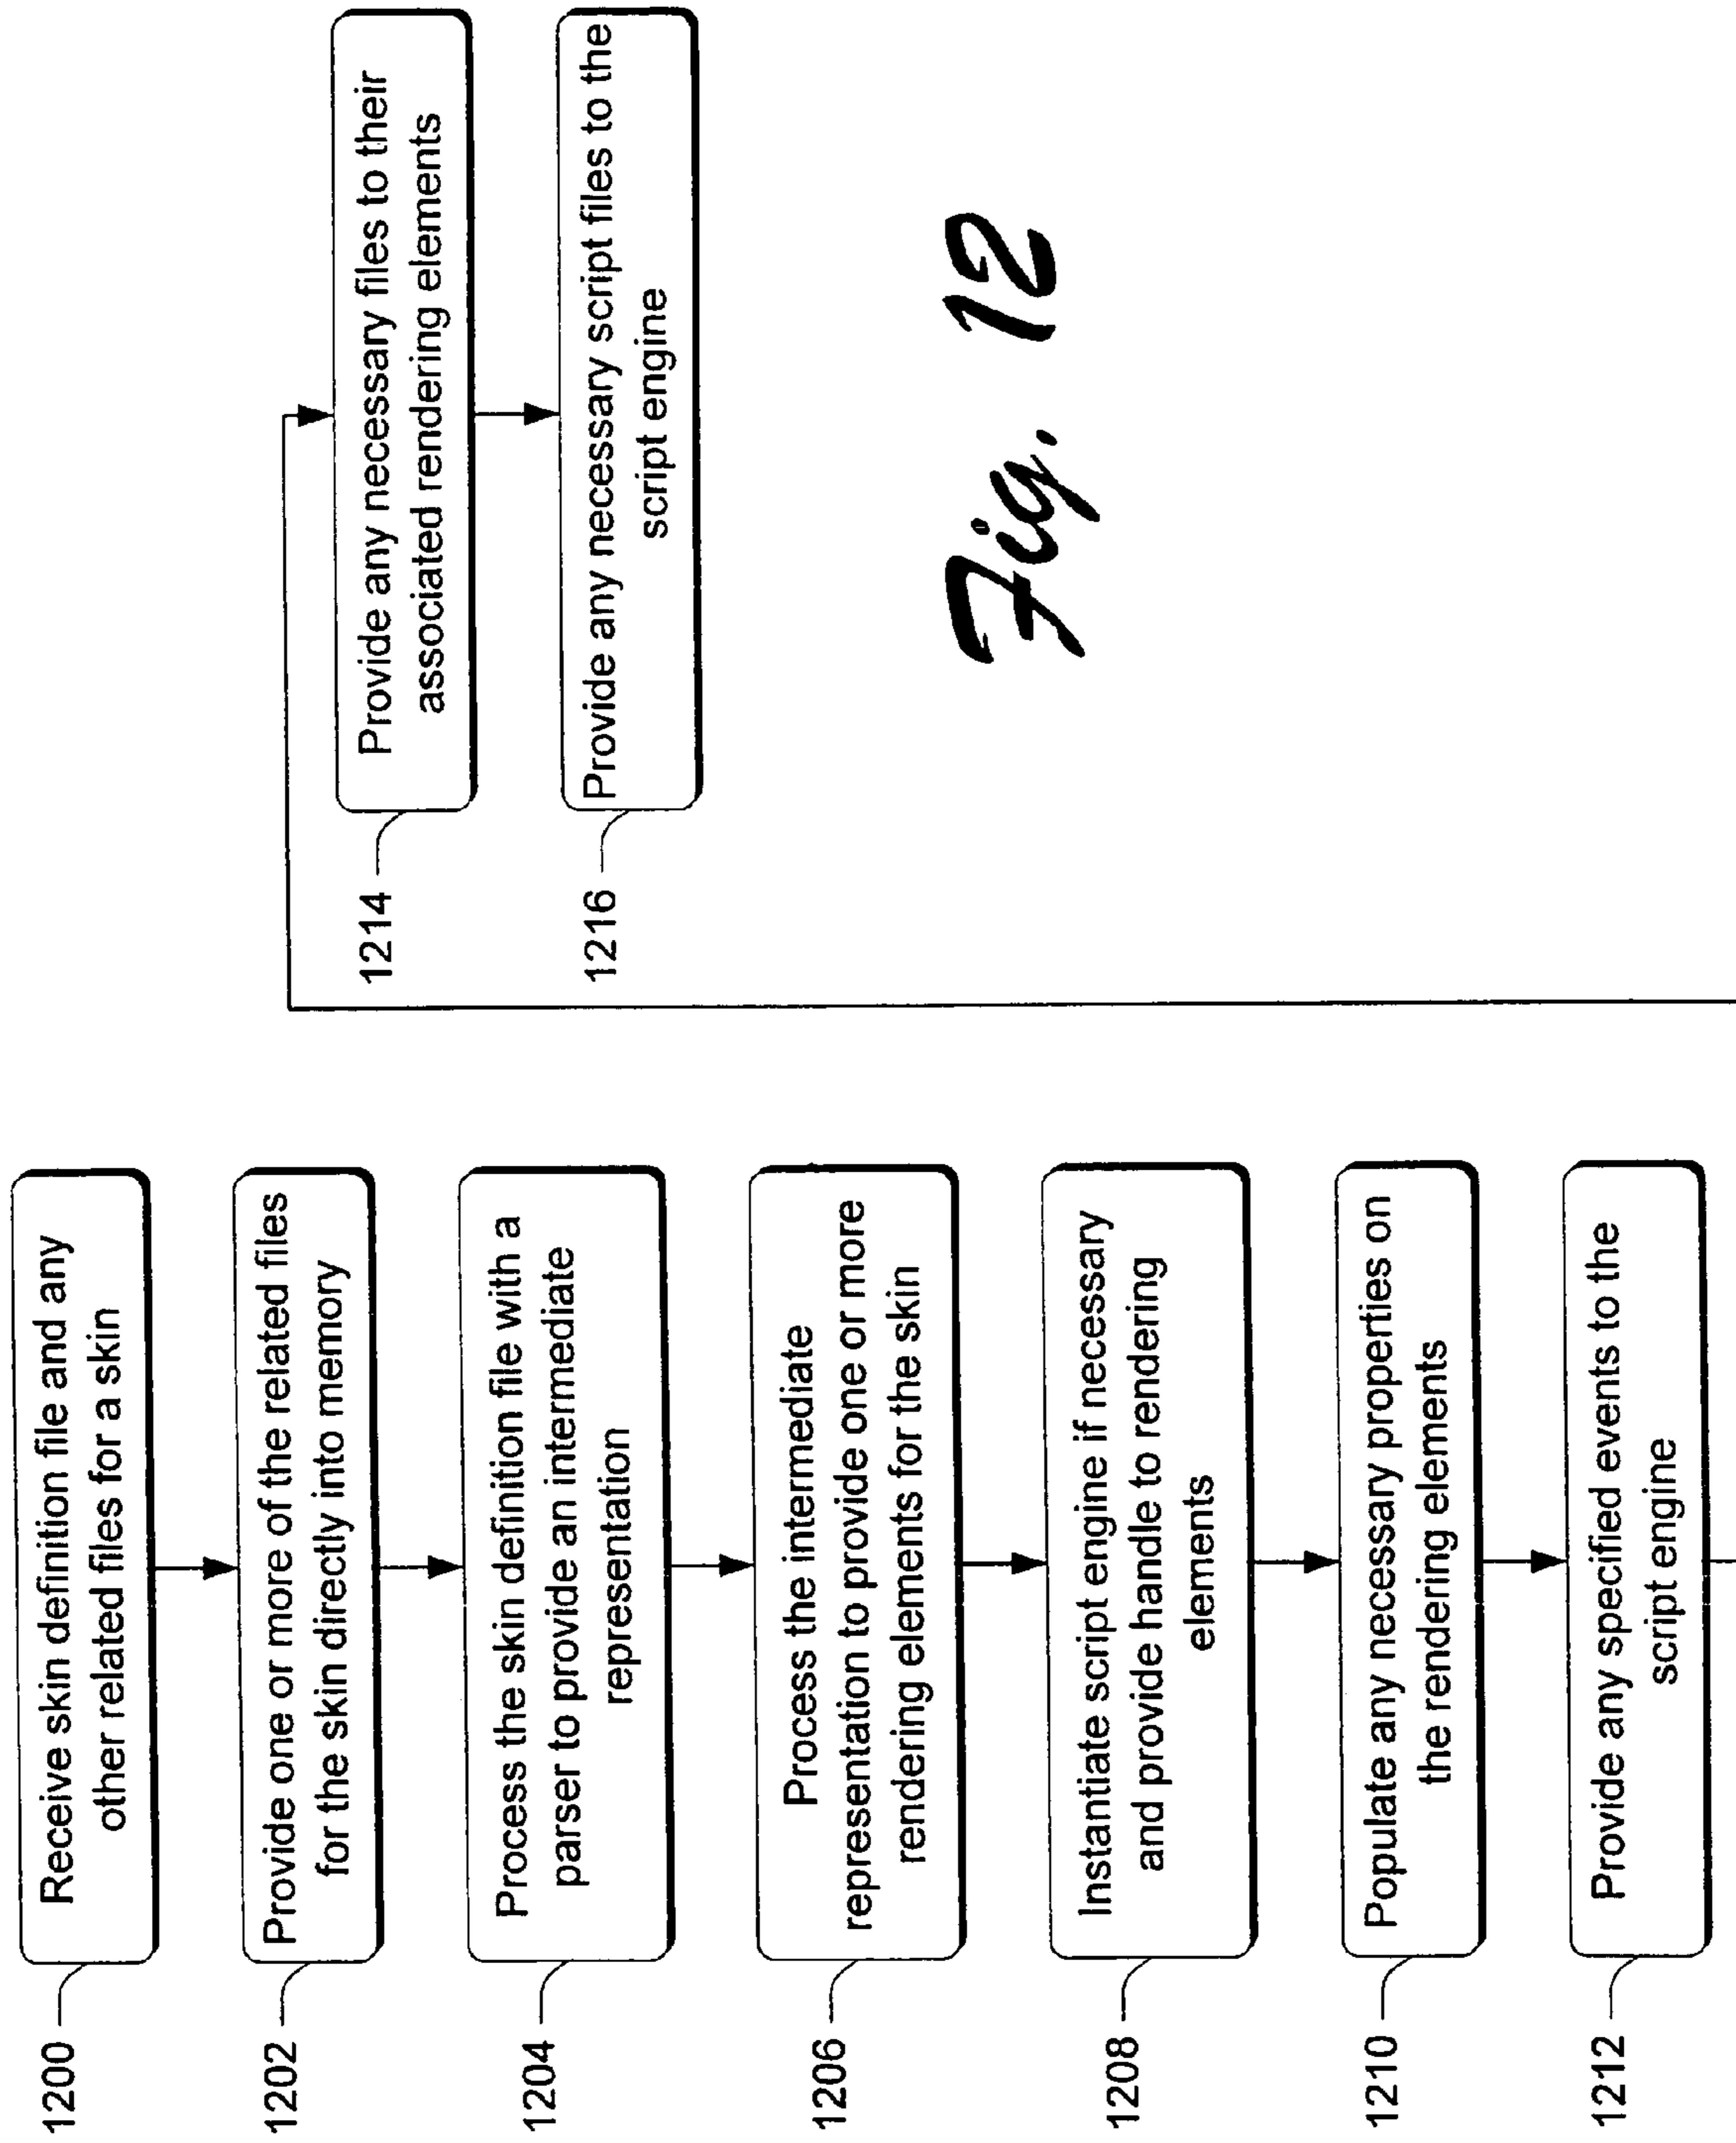 1200
Receive skin definition file and any
other related files for a skin
1202
Provide one or more of the related files
for the skin directly into memory
1204
Process the skin definition file with a
parser to provide an intermediate
representation
1206
Process the intermediate
representation to provide one or more
rendering elements for the skin
1208
Instantiate script engine if necessary
and provide handle to rendering
elements
1210
Populate any necessary properties on
the rendering elements
1212
Provide any specified events to the
script engine
1214
Provide any necessary files to their
associated rendering elements
1216
Provide any necessary script files to the
script engine
Fig. 12